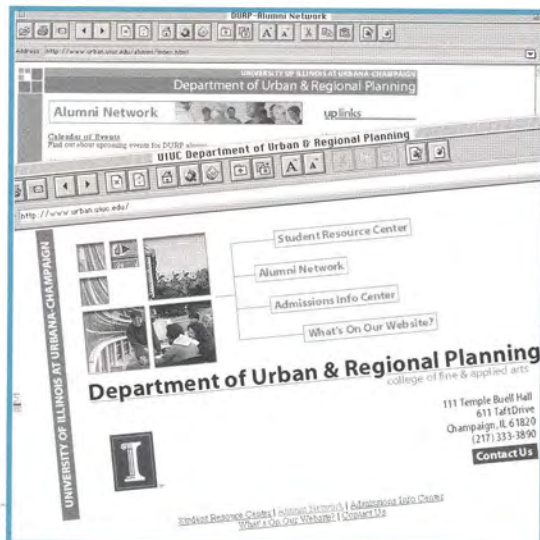 DURP-Alumni Network
Address: http://www.urban.uiuc.edu/alumni/index.html
UNIVERSITY OF ILLINOIS AT URBANA-CHAMPAIGN
Department of Urban & Regional Planning
Alumni Network
uplinks
Calendar of Events
Find out about upcoming events for DURP
UIUC Department of Urban & Regional Planning
http://www.urban.uiuc.edu/
UNIVERSITY OF ILLINOIS AT URBANA-CHAMPAIGN
Student Resource Center
Alumni Network
Admissions Info Center
What's On Our Website?
Department of Urban & Regional Planning
college of fine & applied arts
111 Temple Buell Hall
611 TaftDrive
Champaign, IL 61820
(217) 333-3890
Contact Us
I
Student Resource Center | Alumni Network | Admissions Info Center
What's On Our Website? | Contact Us